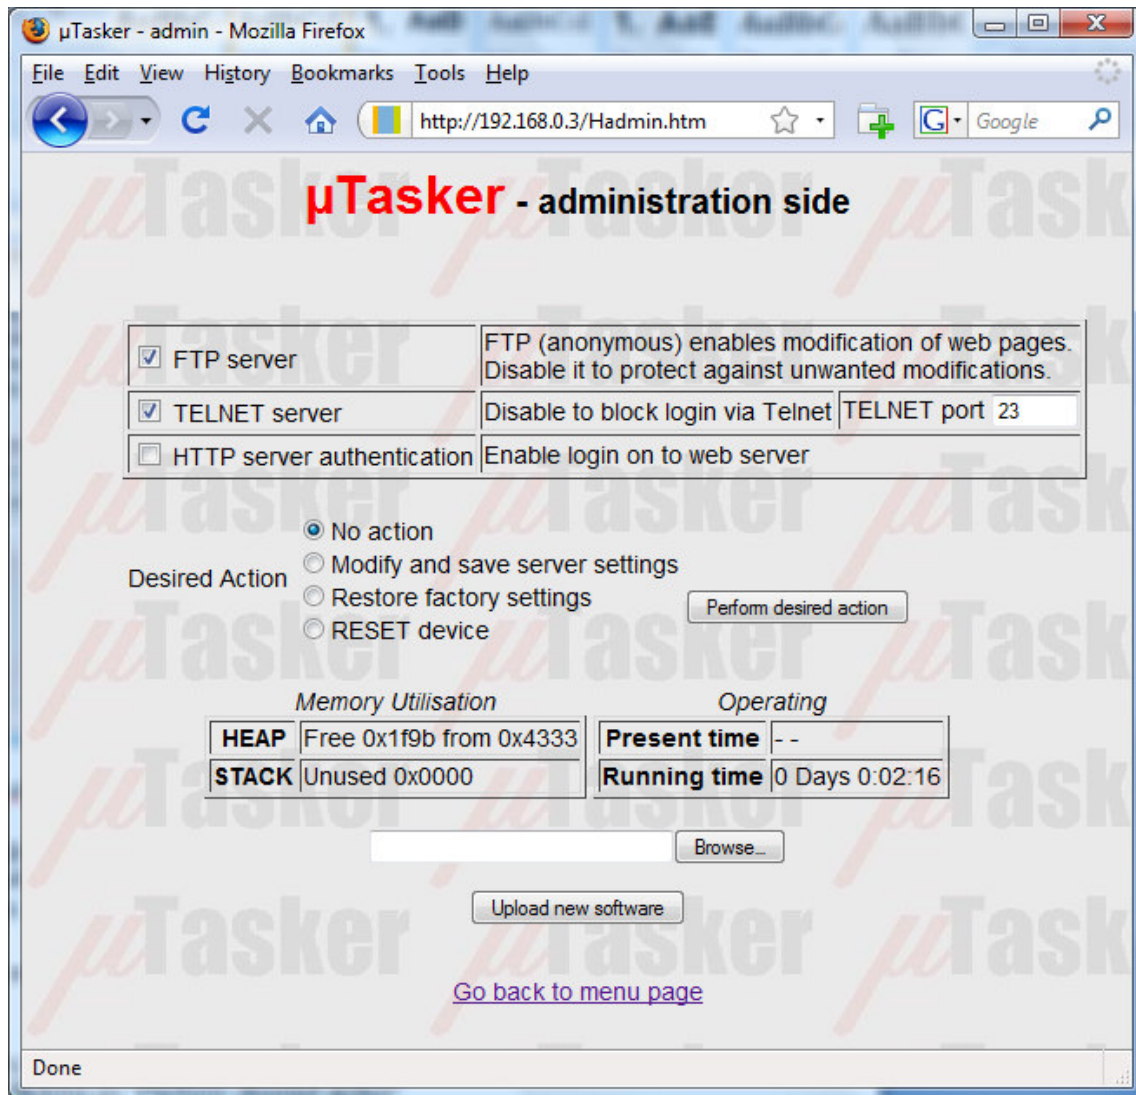 µTasker - admin - Mozilla Firefox
File Edit View History Bookmarks Tools Help
http://192.168.0.3/Hadmin.htm
G Google
µTasker - administration side
FTP server
FTP (anonymous) enables modification of web pages.
Disable it to protect against unwanted modifications.
TELNET server Disable to block login via Telnet TELNET port 23
HTTP server authentication Enable login on to web server
Desired Action
No action
Modify and save server settings
Restore factory settings
RESET device
Perform desired action
Memory Utilisation
HEAP Free 0x1f9b from 0x4333
STACK Unused 0x0000
Operating
Present time - -
Running time 0 Days 0:02:16
Browse...
Upload new software
Go back to menu page
Done